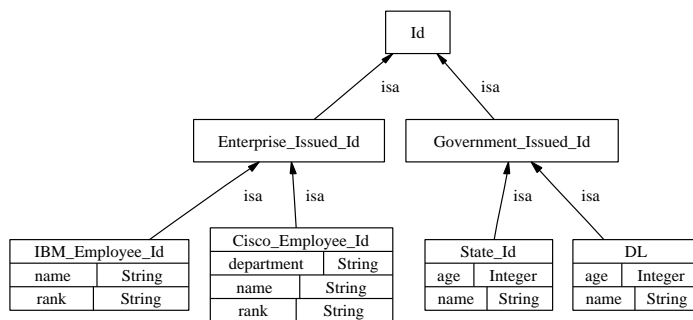 Id
isa
isa
Enterprise_Issued_Id
Government_Issued_Id
isa
isa
isa
isa
IBM_Employee_Id
name String
rank String
Cisco_Employee_Id
department String
name String
rank String
State_Id
age Integer
name String
DL
age Integer
name String